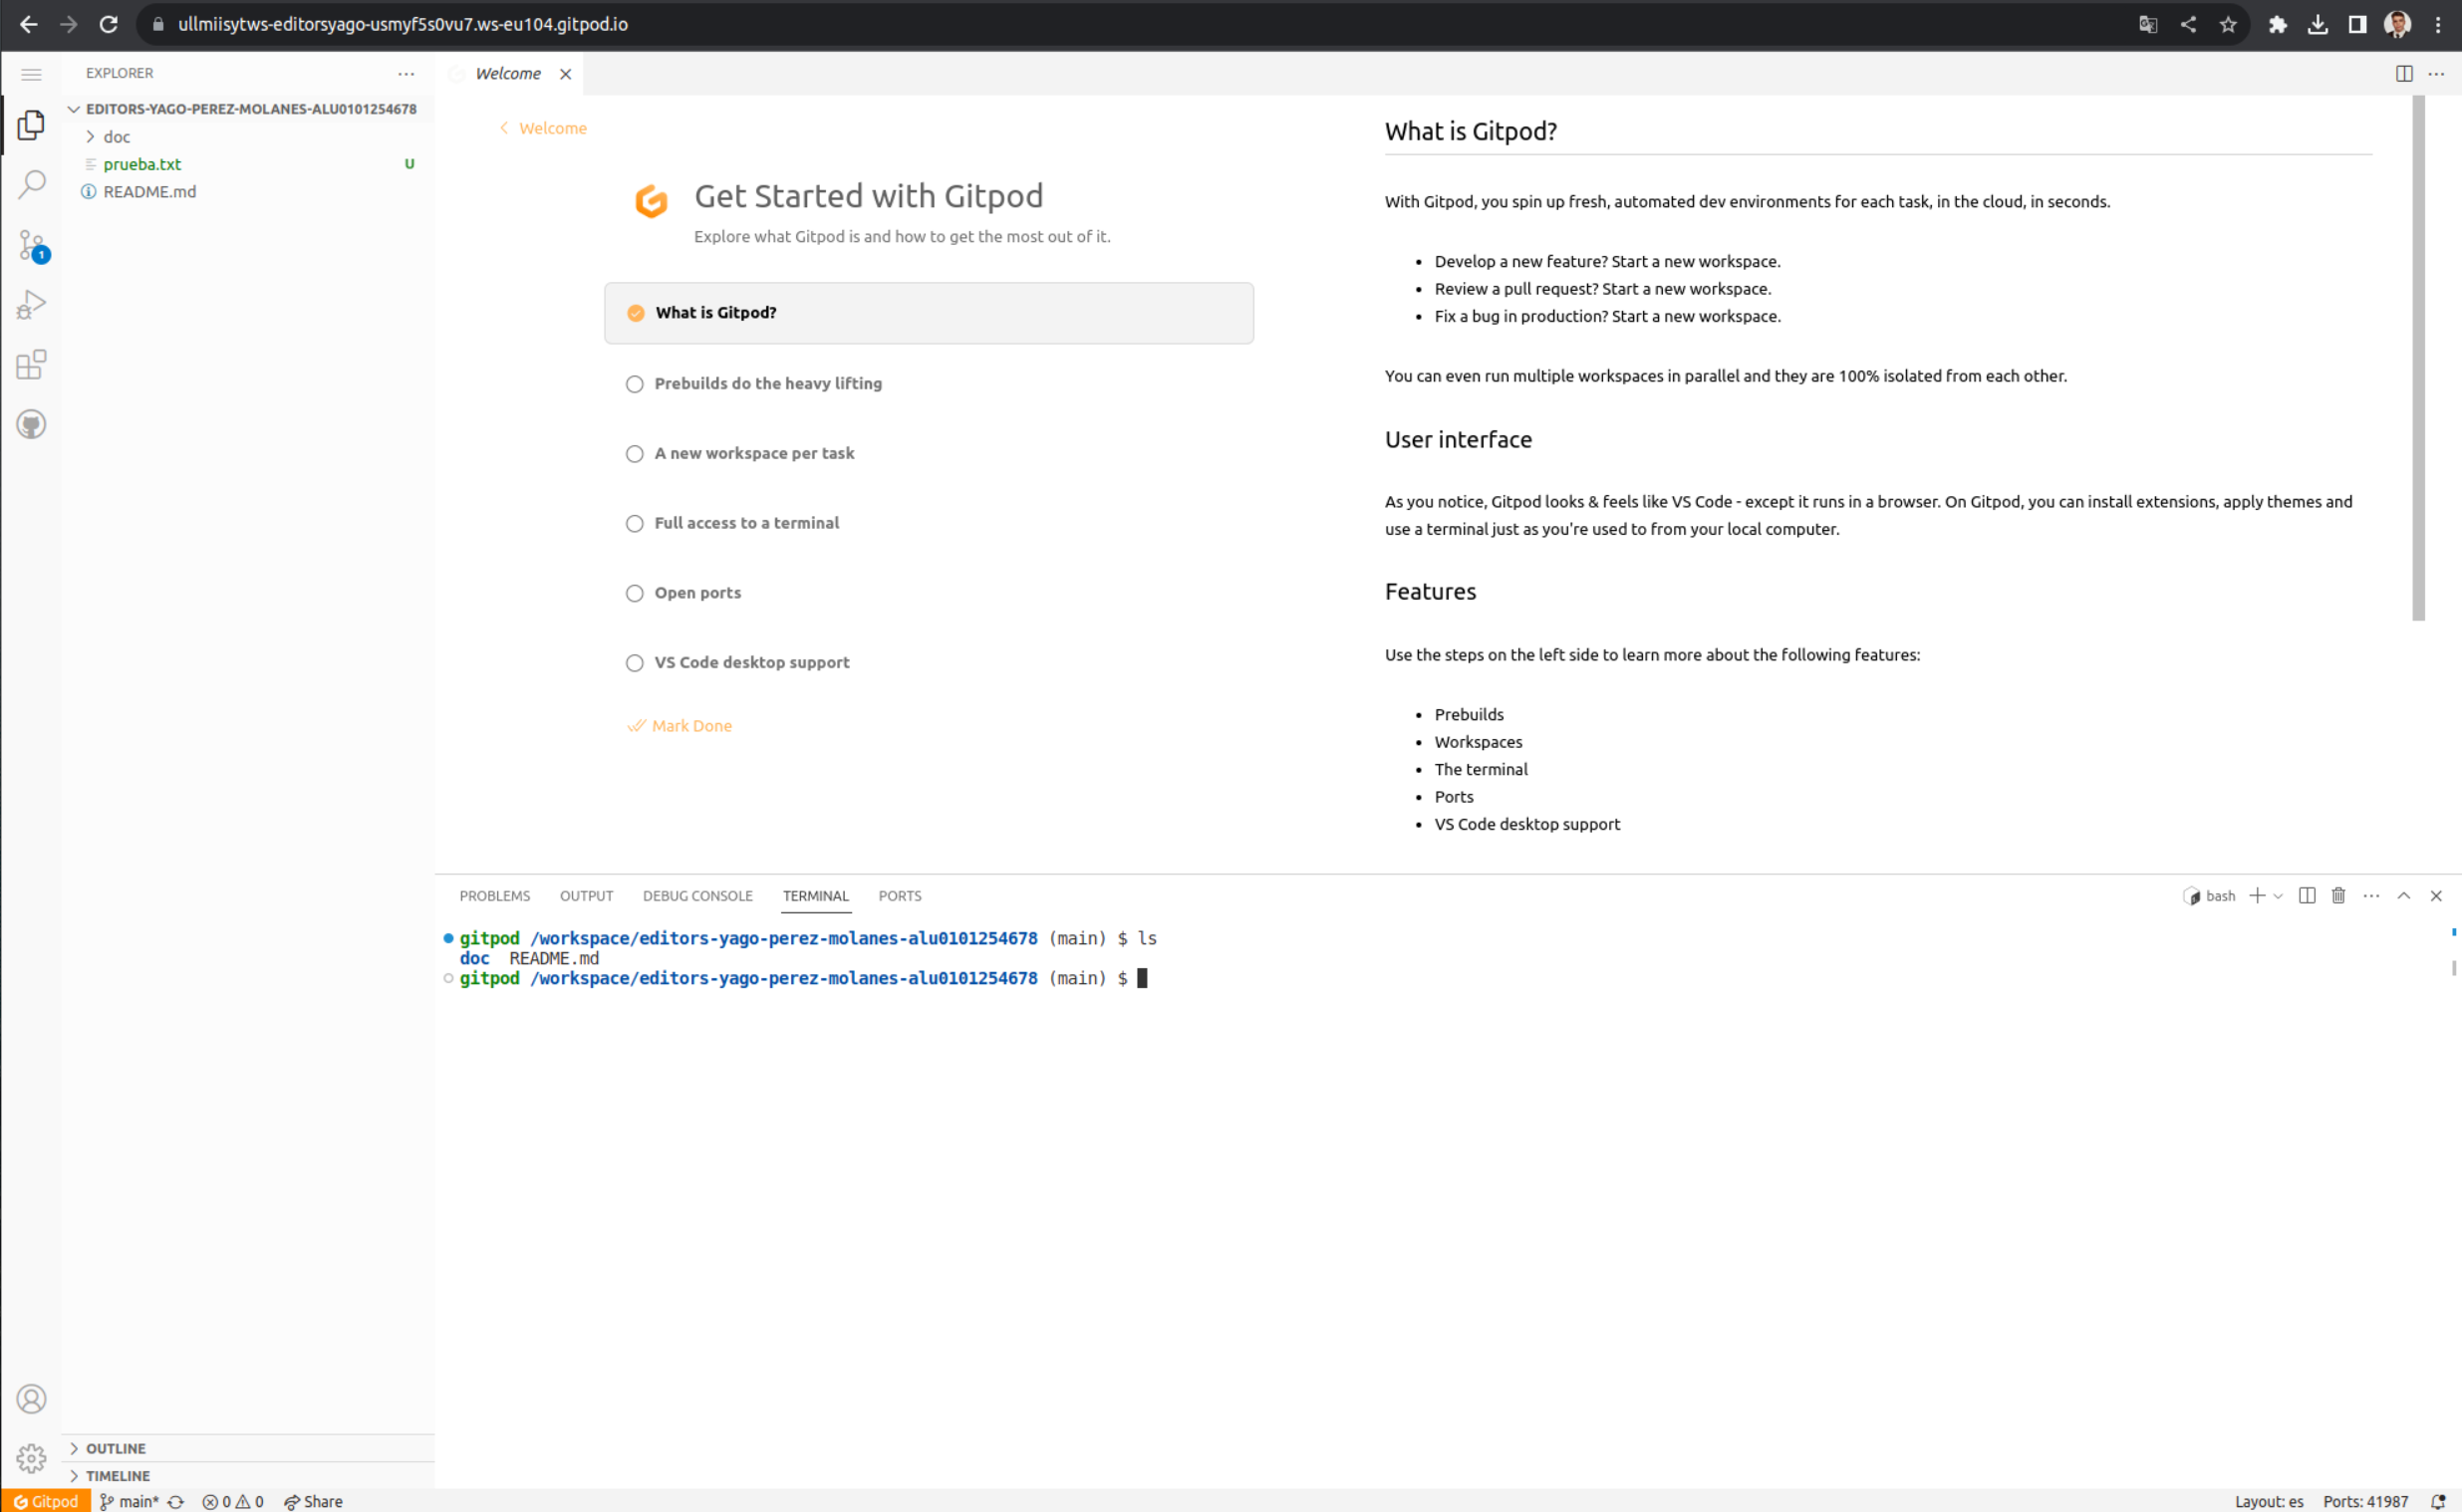 ullmiisytws-editorsyago-usmyf5s0vu7.ws-eu104.gitpod.io
EXPLORER
EDITORS-YAGO-PEREZ-MOLANES-ALU0101254678
doc
prueba.txt U
README.md
1
OUTLINE
TIMELINE
Welcome
Welcome
Get Started with Gitpod
Explore what Gitpod is and how to get the most out of it.
What is Gitpod?
Prebuilds do the heavy lifting
A new workspace per task
Full access to a terminal
Open ports
VS Code desktop support
Mark Done
What is Gitpod?
With Gitpod, you spin up fresh, automated dev environments for each task, in the cloud, in seconds.
• Develop a new feature? Start a new workspace.
• Review a pull request? Start a new workspace.
• Fix a bug in production? Start a new workspace.
You can even run multiple workspaces in parallel and they are 100% isolated from each other.
User interface
As you notice, Gitpod looks & feels like VS Code - except it runs in a browser. On Gitpod, you can install extensions, apply themes and
use a terminal just as you're used to from your local computer.
Features
Use the steps on the left side to learn more about the following features:
• Prebuilds
• Workspaces
• The terminal
• Ports
• VS Code desktop support
PROBLEMS OUTPUT DEBUG CONSOLE TERMINAL PORTS
bash
gitpod /workspace/editors-yago-perez-molanes-alu0101254678 (main) $ ls
doc README.md
gitpod /workspace/editors-yago-perez-molanes-alu0101254678 (main) $
Gitpod main* 0 0 Share
Layout: es Ports: 41987